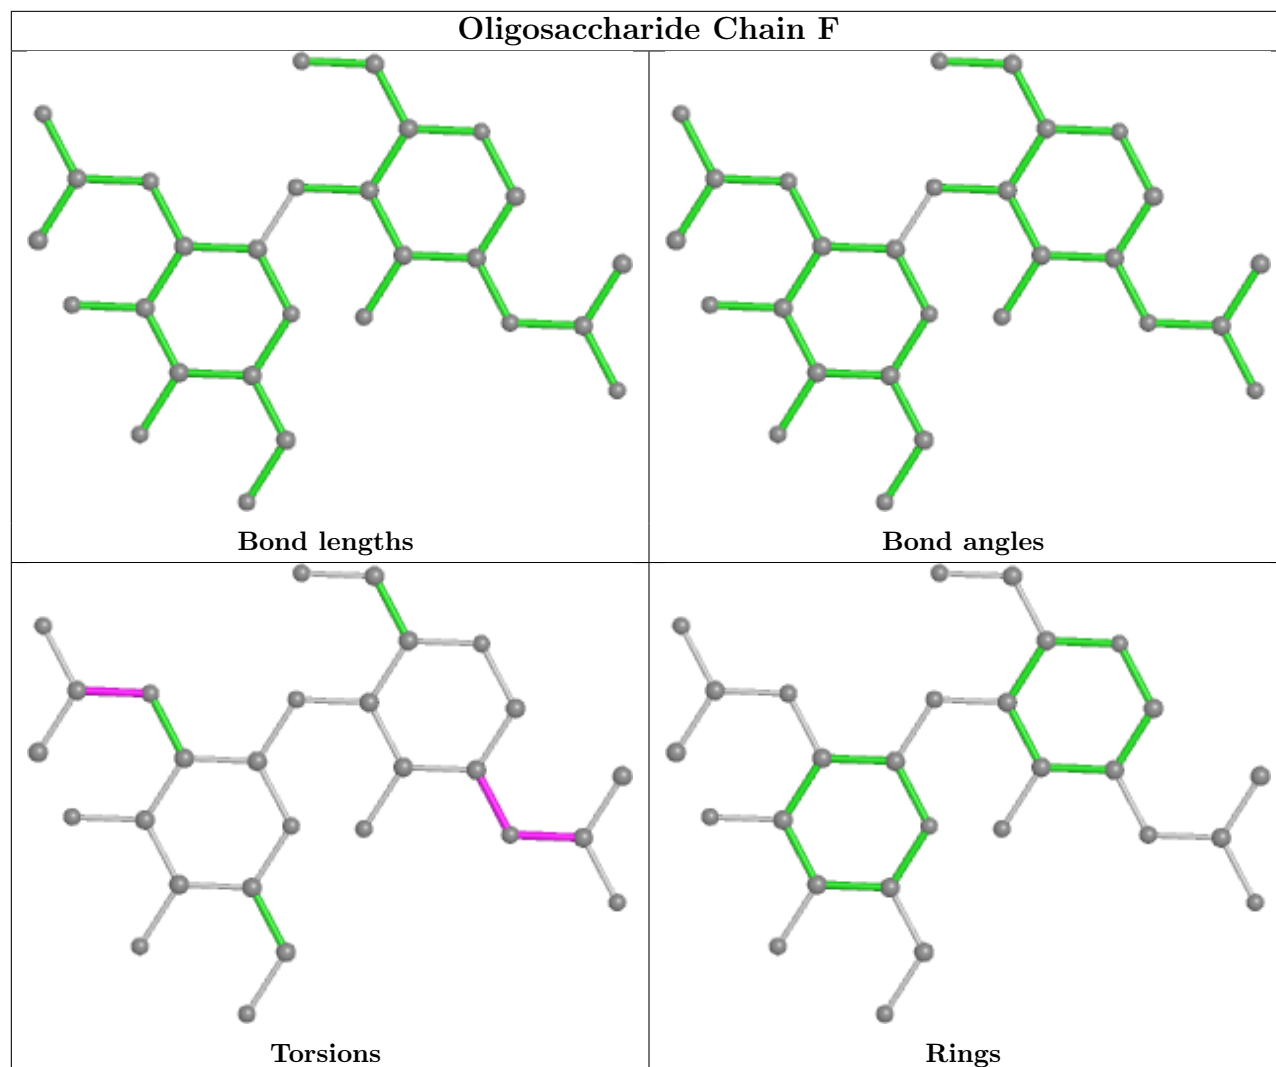 Oligosaccharide Chain F
Bond lengths
Bond angles
Torsions
Rings